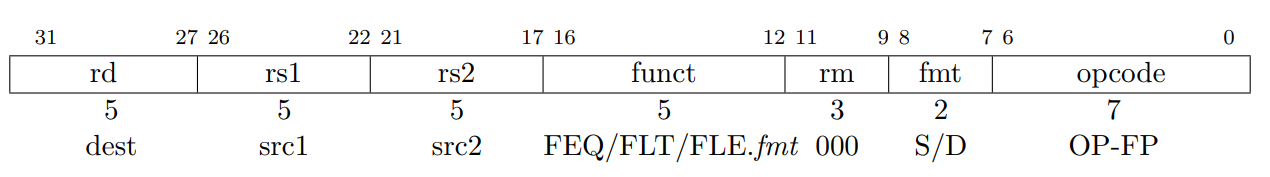 31 27 26 22 21 17 16 12 11 9 8 7 6 0
rd rs1 rs2 funct rm fmt opcode
5 5 5 5 3 2 7
dest src1 src2 FEQ/FLT/FLE.fmt 000 S/D OP-FP